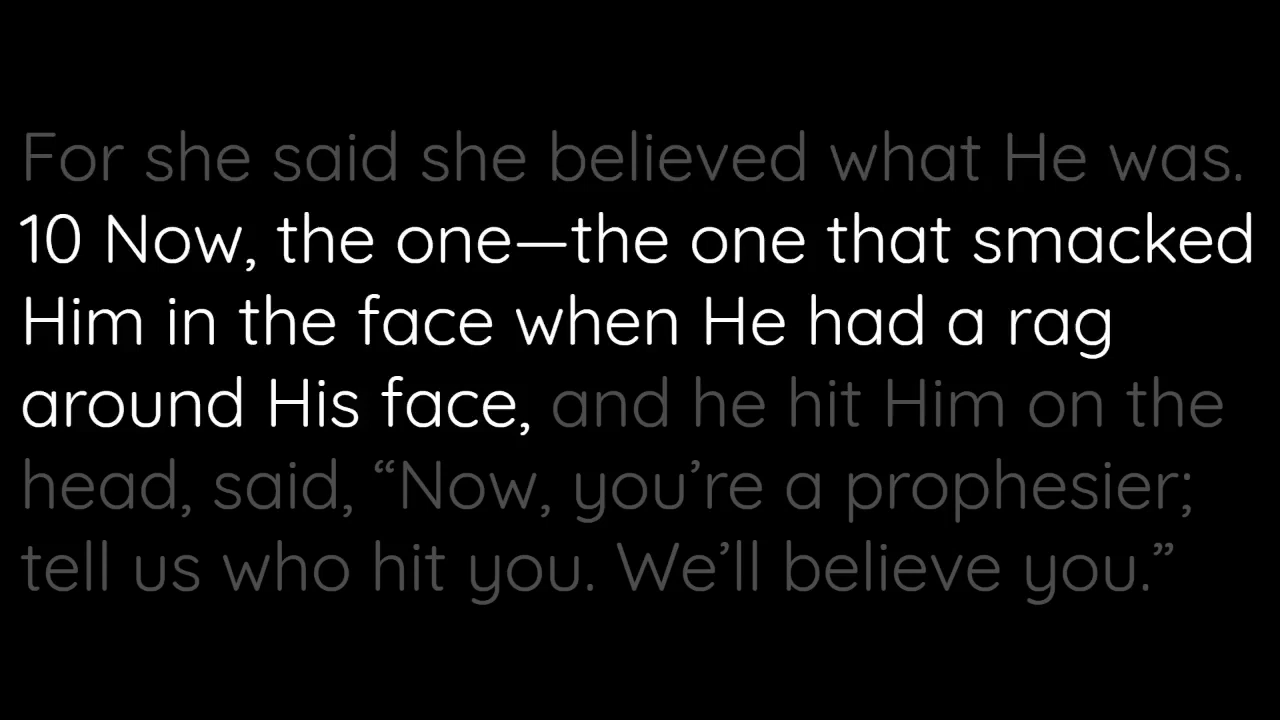 For she said she believed what He was.
10 Now, the one—the one that smacked
Him in the face when He had a rag
around His face, and he hit Him on the
head, said, “Now, you’re a prophesier;
tell us who hit you. We’ll believe you.”